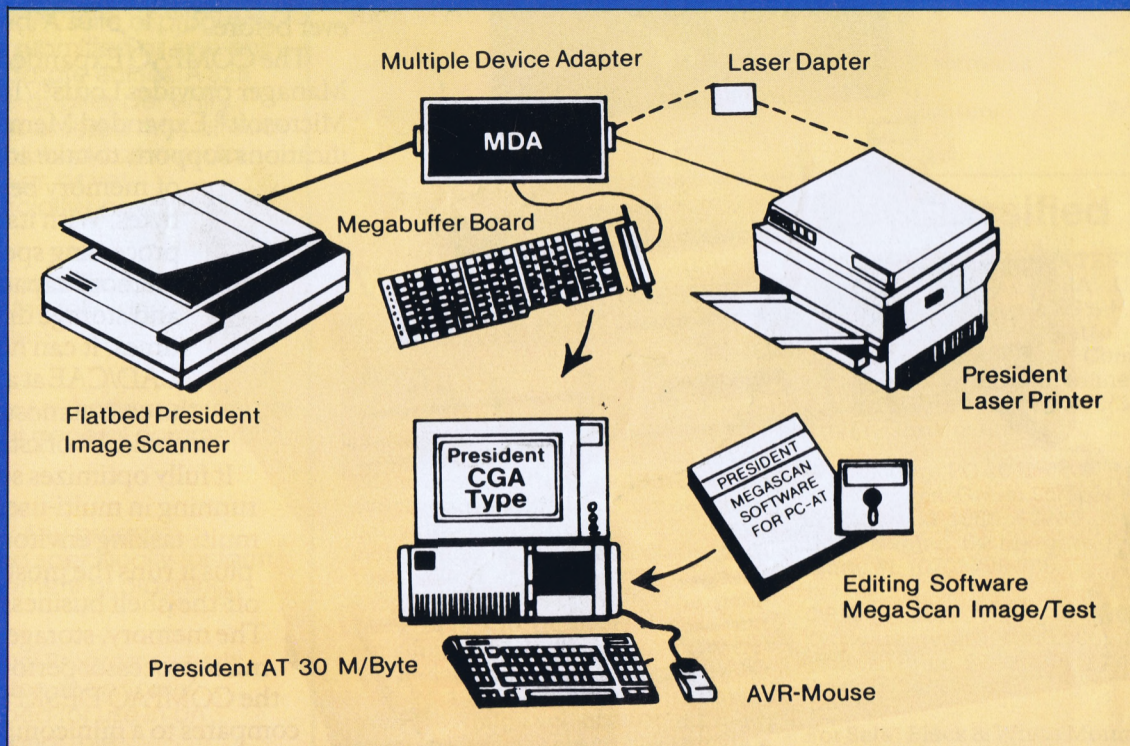 Multiple Device Adapter
Laser Dapter
MDA
Megabuffer Board
Flatbed President
Image Scanner
President
Laser Printer
President
CGA
Type
PRESIDENT
MEGASCAN
SOFTWARE
FOR PC-AT
Editing Software
MegaScan Image/Test
President AT 30 M/Byte
AVR-Mouse